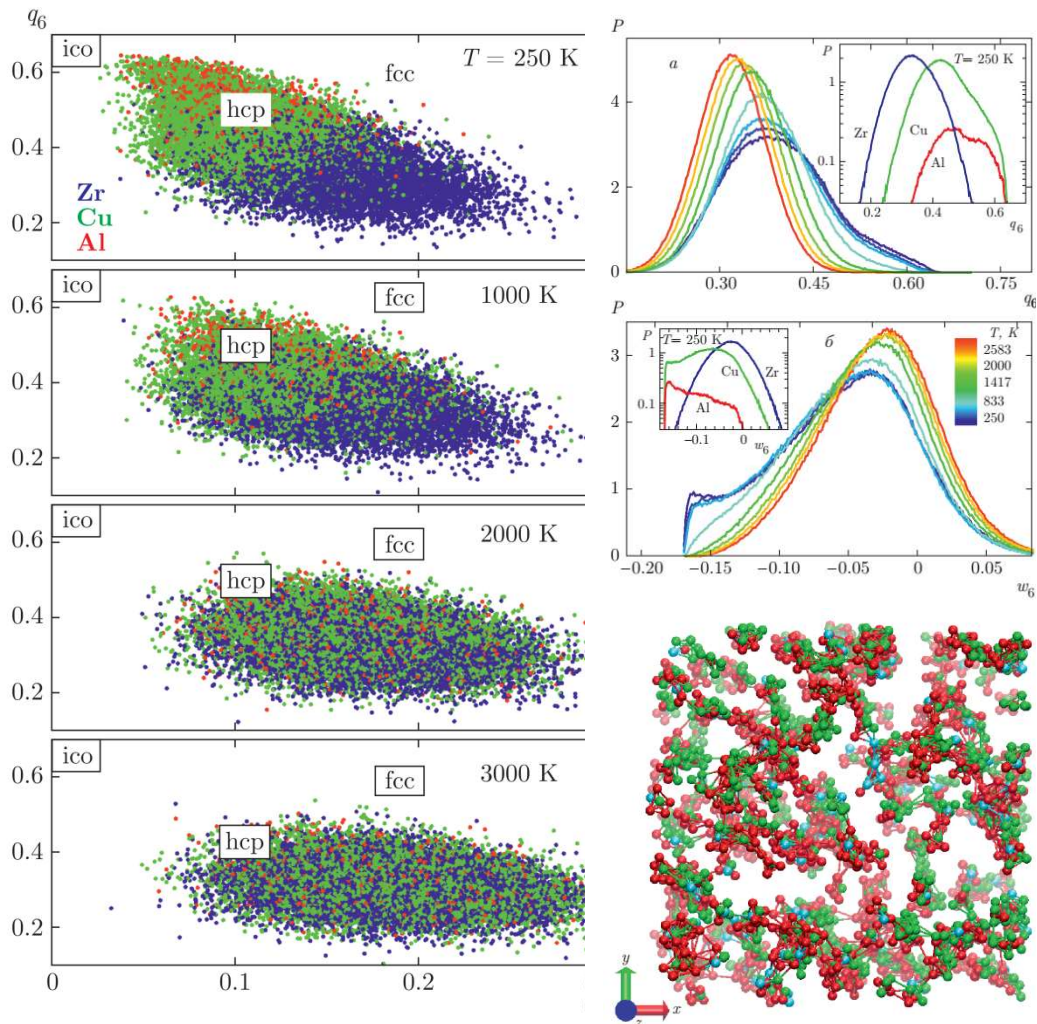 q6
ico
T = 250 K
fcc
0.6
hcp
0.4
Zr
Cu
Al
0.2
ico
1000 K
fcc
0.6
hcp
0.4
0.2
ico
2000 K
fcc
0.6
hcp
0.4
0.2
ico
3000 K
fcc
0.6
hcp
0.4
0.2
0 0.1 0.2
P
a
P
T= 250 K
1
Zr
Cu
Al
0.1
0.2 0.4 0.6
q6
4
2
0
0.30 0.45 0.60 0.75
q6
P
б
T= 250 K
1
Cu
Zr
Al
0.1
−0.1 0
w6
T, K
2583
2000
1417
833
250
3
2
1
0
−0.20 −0.15 −0.10 −0.05 0 0.05
w6
y
x
z